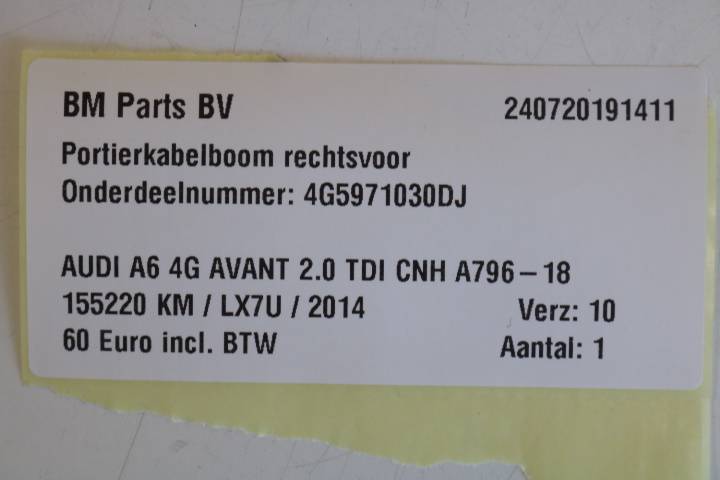 BM Parts BV 240720191411
Portierkabelboom rechtsvoor
Onderdeelnummer: 4G5971030DJ
AUDI A6 4G AVANT 2.0 TDI CNH A796-18
155220 KM / LX7U / 2014 Verz: 10
60 Euro incl. BTW Aantal: 1